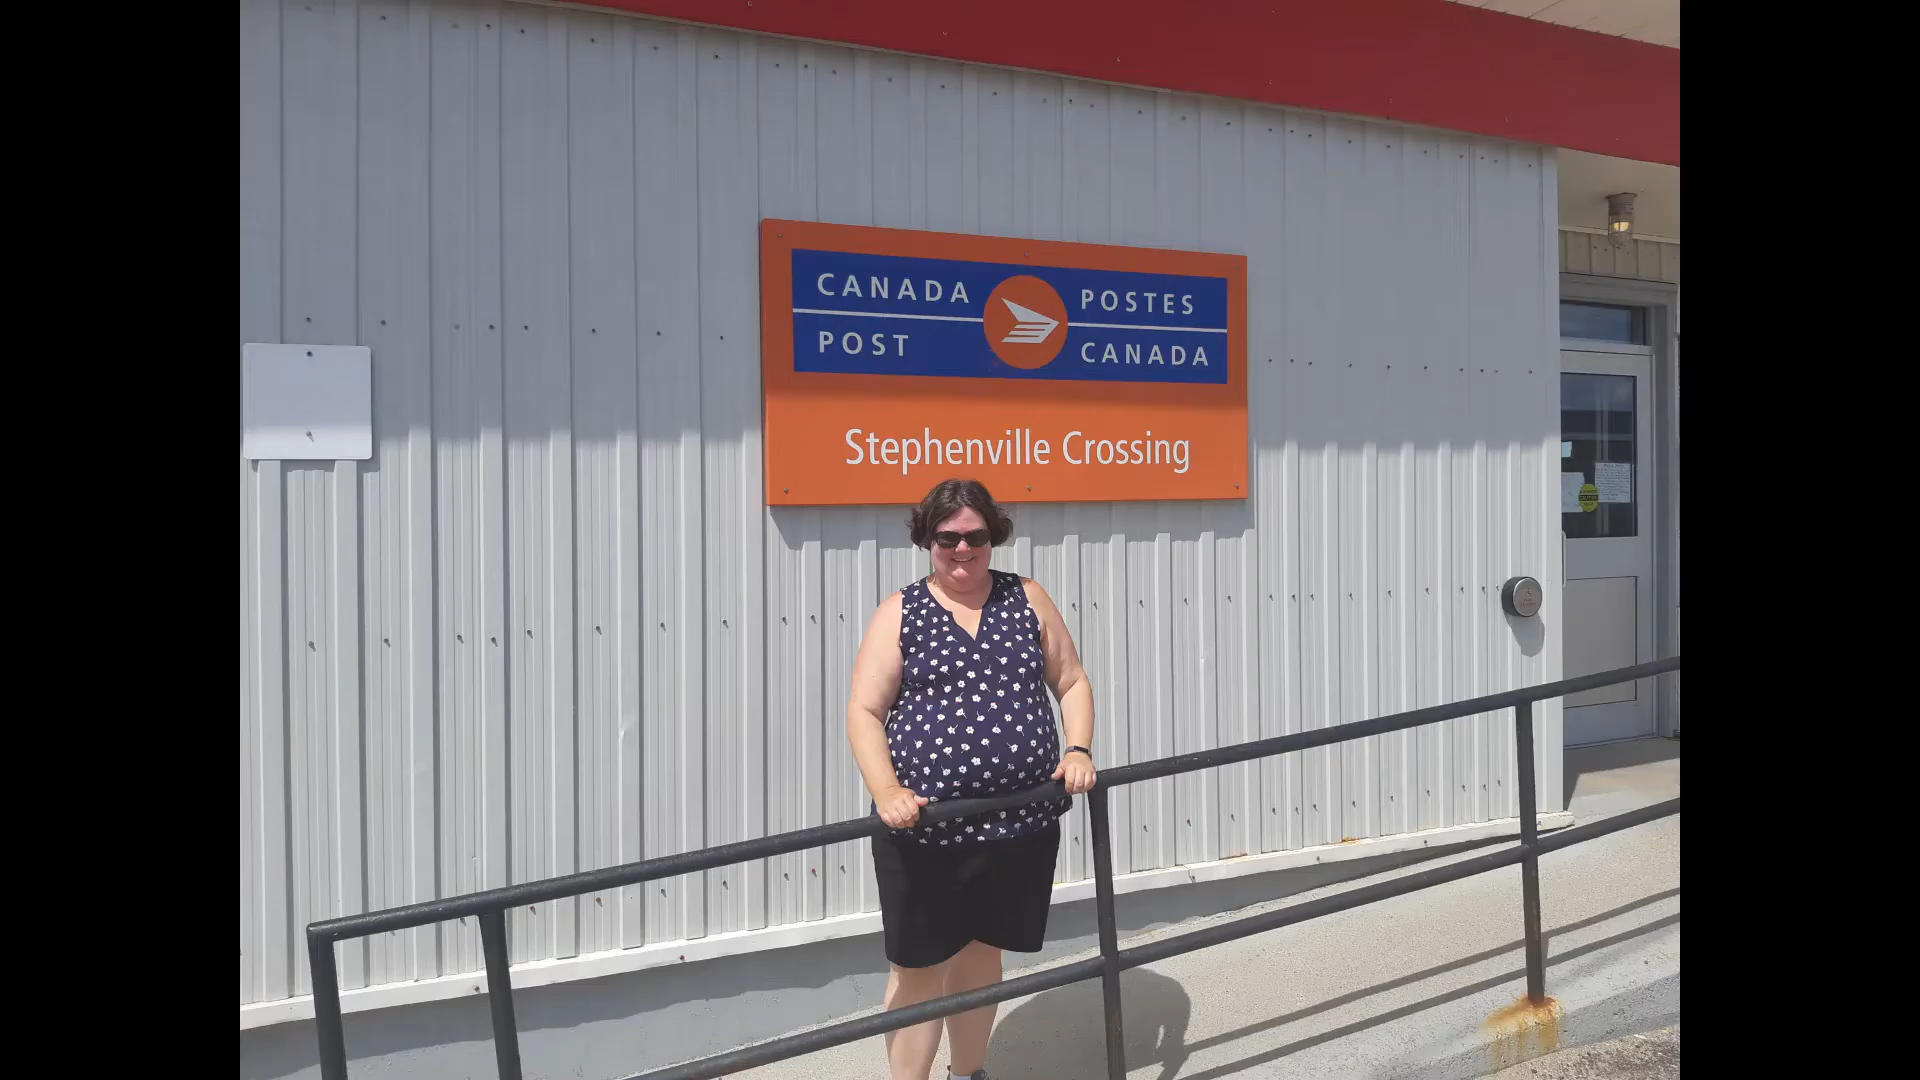 CANADA
POST
POSTES
CANADA
Stephenville Crossing